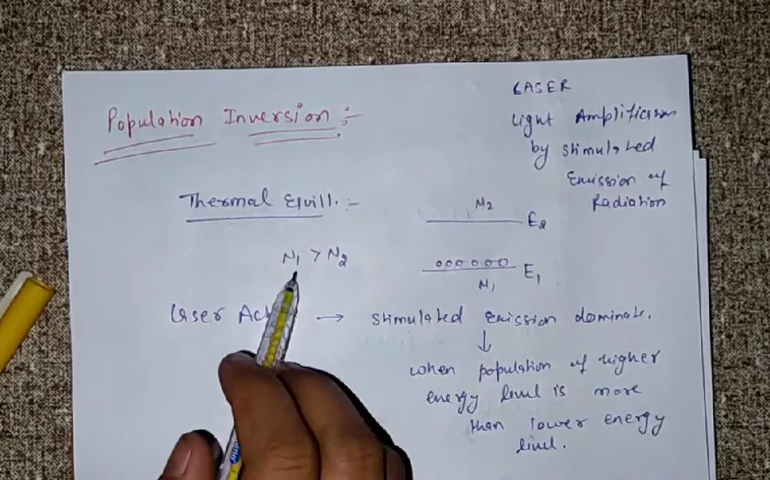 Population Inversion :-
LASER
Light Amplification
by stimulated
Emission of
Radiation
Thermal Equill. :-
N2
E2
N1 > N2
E1
N1
Laser Act → stimulated Emission dominate.
↓
when population of higher
energy level is more
than lower energy
level.